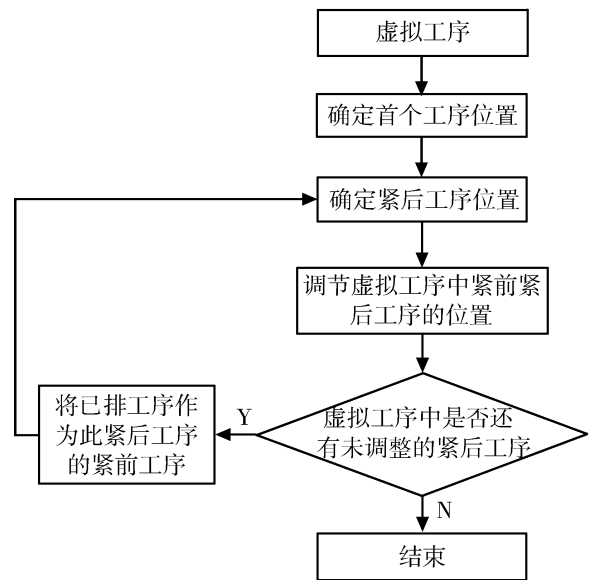 虚拟工序
确定首个工序位置
确定紧后工序位置
调节虚拟工序中紧前紧
后工序的位置
虚拟工序中是否还
有未调整的紧后工序
Y
将已排工序作
为此紧后工序
的紧前工序
N
结束